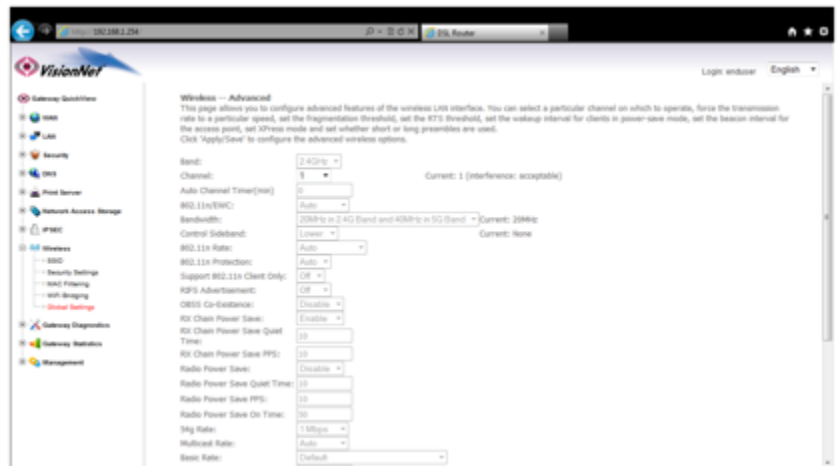 http://192.168.1.254
DSL Router
VisionNet
Login: enduser
English
Gateway QuickView
WAN
LAN
Security
DNS
Print Server
Network Access Storage
IPSEC
Wireless
SSID
Security Settings
MAC Filtering
WiFi Bridging
Global Settings
Gateway Diagnostics
Gateway Statistics
Management
Wireless -- Advanced
This page allows you to configure advanced features of the wireless LAN interface. You can select a particular channel on which to operate, force the transmission
rate to a particular speed, set the fragmentation threshold, set the RTS threshold, set the wakeup interval for clients in power-save mode, set the beacon interval for
the access point, set XPress mode and set whether short or long preambles are used.
Click 'Apply/Save' to configure the advanced wireless options.
Band: 2.4GHz
Channel: Current: 1 (interference: acceptable)
Auto Channel Timer(min) 0
802.11n/EWC: Auto
Bandwidth: 20MHz in 2.4G Band and 40MHz in 5G Band Current: 20MHz
Control Sideband: Lower Current: None
802.11n Rate: Auto
802.11n Protection: Auto
Support 802.11n Client Only: Off
RIFS Advertisement: Off
OBSS Co-Existance: Disable
RX Chain Power Save: Enable
RX Chain Power Save Quiet
Time: 10
RX Chain Power Save PPS: 10
Radio Power Save: Disable
Radio Power Save Quiet Time: 10
Radio Power Save PPS: 10
Radio Power Save On Time: 50
54g Rate: 1 Mbps
Multicast Rate: Auto
Basic Rate: Default